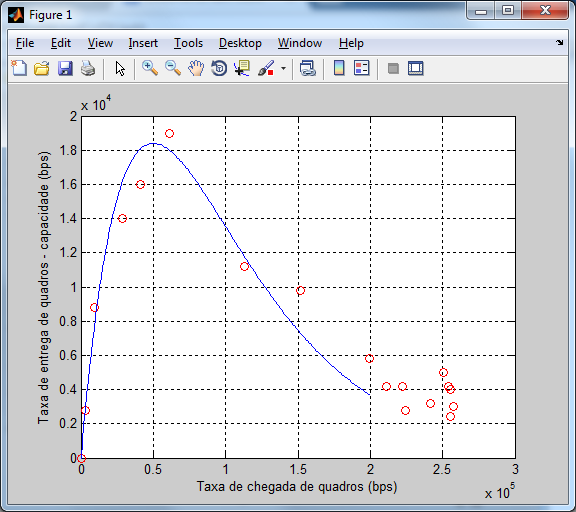 Figure 1
File Edit View Insert Tools Desktop Window Help
x 10^4
2
1.8
1.6
1.4
1.2
1
0.8
0.6
0.4
0.2
0
Taxa de entrega de quadros - capacidade (bps)
0 0.5 1 1.5 2 2.5 3
Taxa de chegada de quadros (bps)
x 10^5